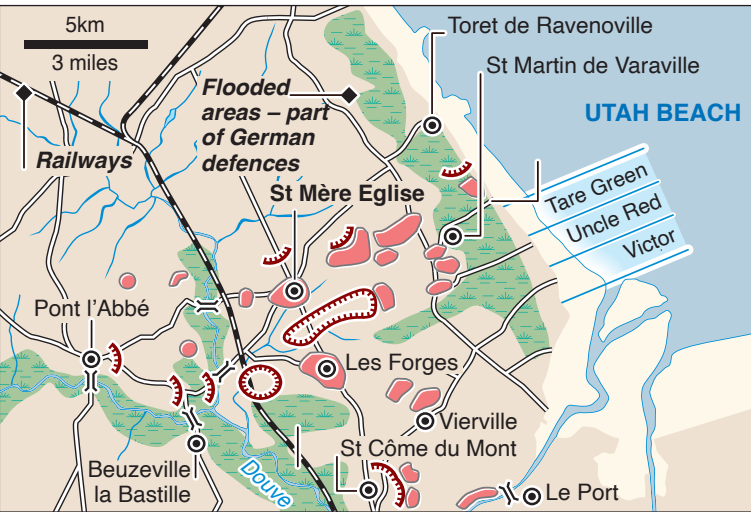 5km
3 miles
Toret de Ravenoville
St Martin de Varaville
UTAH BEACH
Flooded
areas – part
of German
defences
Railways
St Mère Eglise
Tare Green
Uncle Red
Victor
Pont l'Abbé
Les Forges
Vierville
St Côme du Mont
Beuzeville
la Bastille
Douve
Le Port